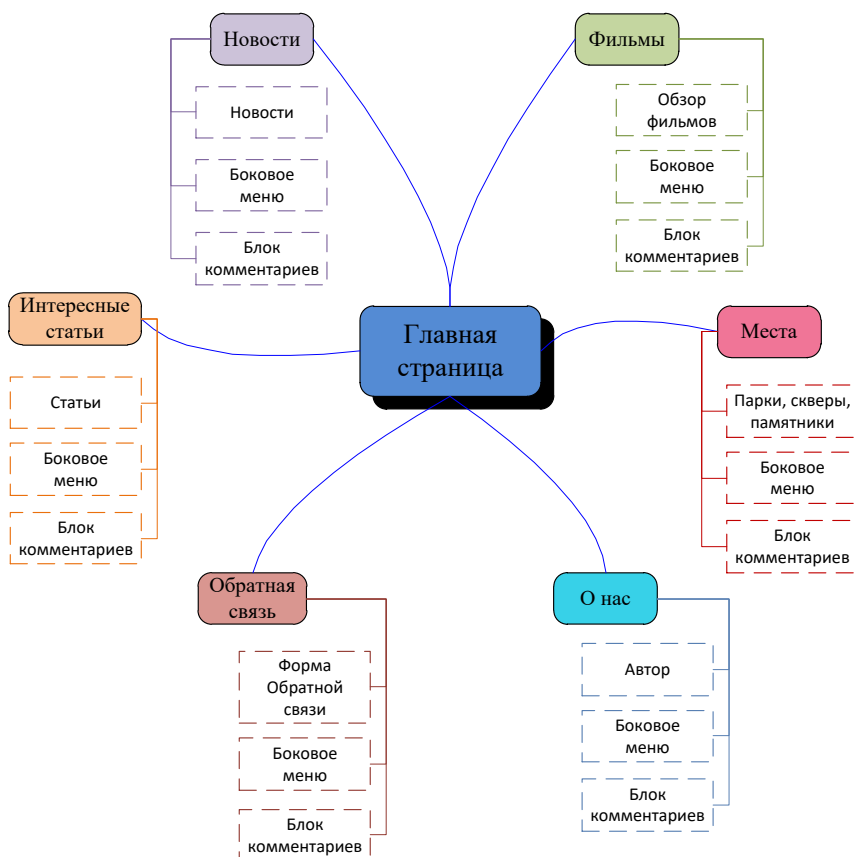 Новости
Новости
Боковое
меню
Блок
комментариев
Фильмы
Обзор
фильмов
Боковое
меню
Блок
комментариев
Интересные
статьи
Статьи
Боковое
меню
Блок
комментариев
Главная
страница
Места
Парки, скверы,
памятники
Боковое
меню
Блок
комментариев
Обратная
связь
Форма
Обратной
связи
Боковое
меню
Блок
комментариев
О нас
Автор
Боковое
меню
Блок
комментариев